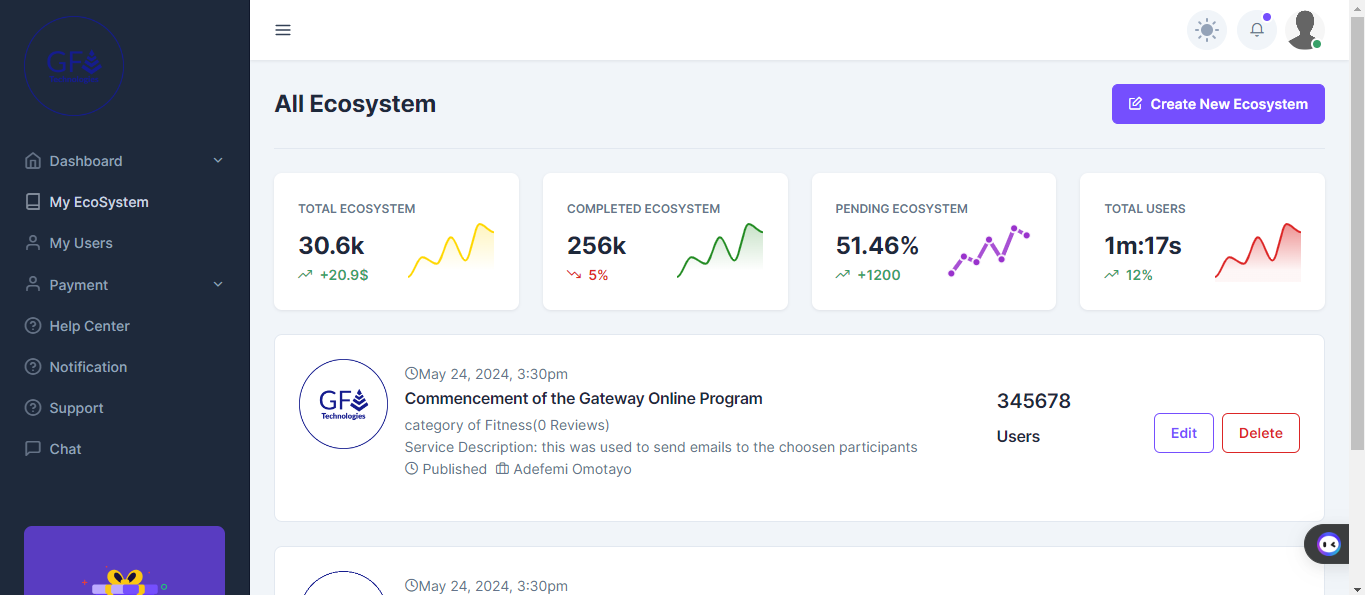 GF
Technologies
Dashboard
My EcoSystem
My Users
Payment
Help Center
Notification
Support
Chat
All Ecosystem
Create New Ecosystem
TOTAL ECOSYSTEM
30.6k
+20.9$
COMPLETED ECOSYSTEM
256k
5%
PENDING ECOSYSTEM
51.46%
+1200
TOTAL USERS
1m:17s
12%
GF
Technologies
May 24, 2024, 3:30pm
Commencement of the Gateway Online Program
category of Fitness(0 Reviews)
Service Description: this was used to send emails to the choosen participants
Published Adefemi Omotayo
345678
Users
Edit
Delete
May 24, 2024, 3:30pm